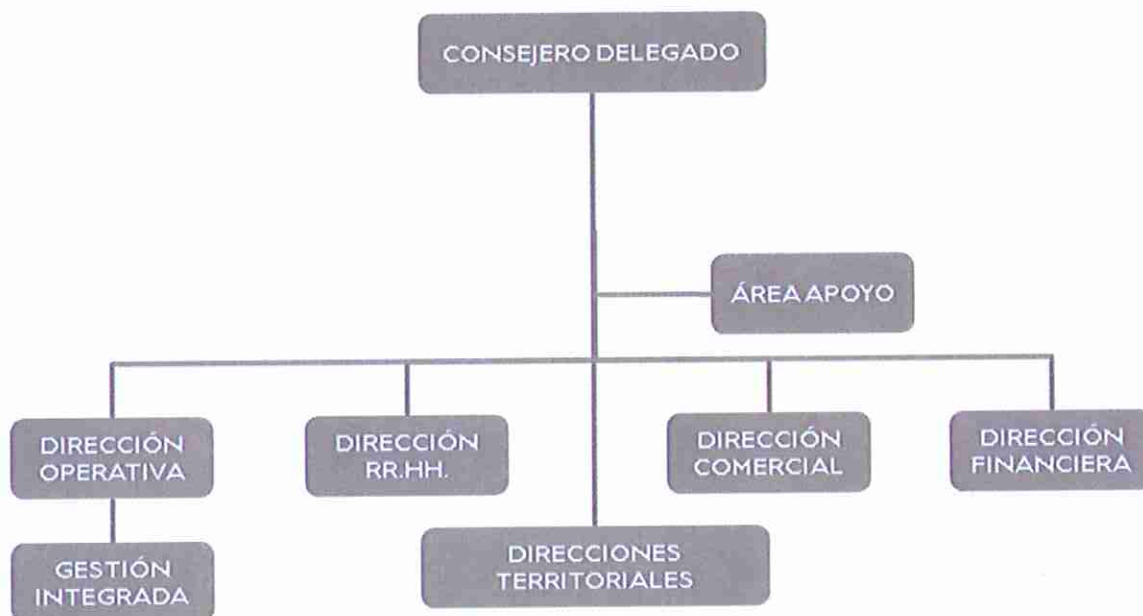 CONSEJERO DELEGADO
ÁREA APOYO
DIRECCIÓN
OPERATIVA
DIRECCIÓN
RR.HH.
DIRECCIÓN
COMERCIAL
DIRECCIÓN
FINANCIERA
GESTIÓN
INTEGRADA
DIRECCIONES
TERRITORIALES